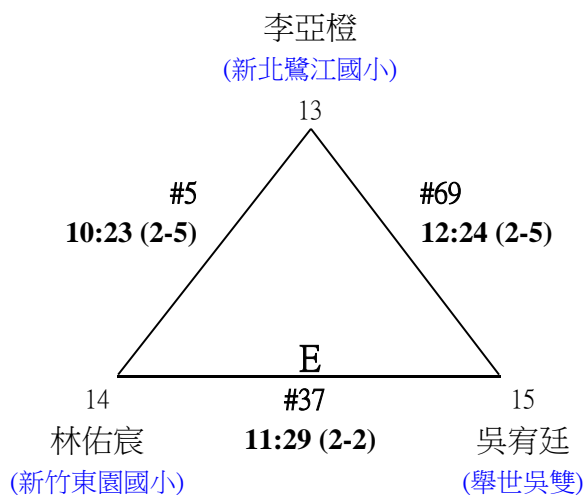 李亞橙
(新北鷺江國小)
13
#5
10:23 (2-5)
#69
12:24 (2-5)
E
14
#37
15
林佑宸
11:29 (2-2)
吳宥廷
(新竹東園國小)
(舉世吳雙)